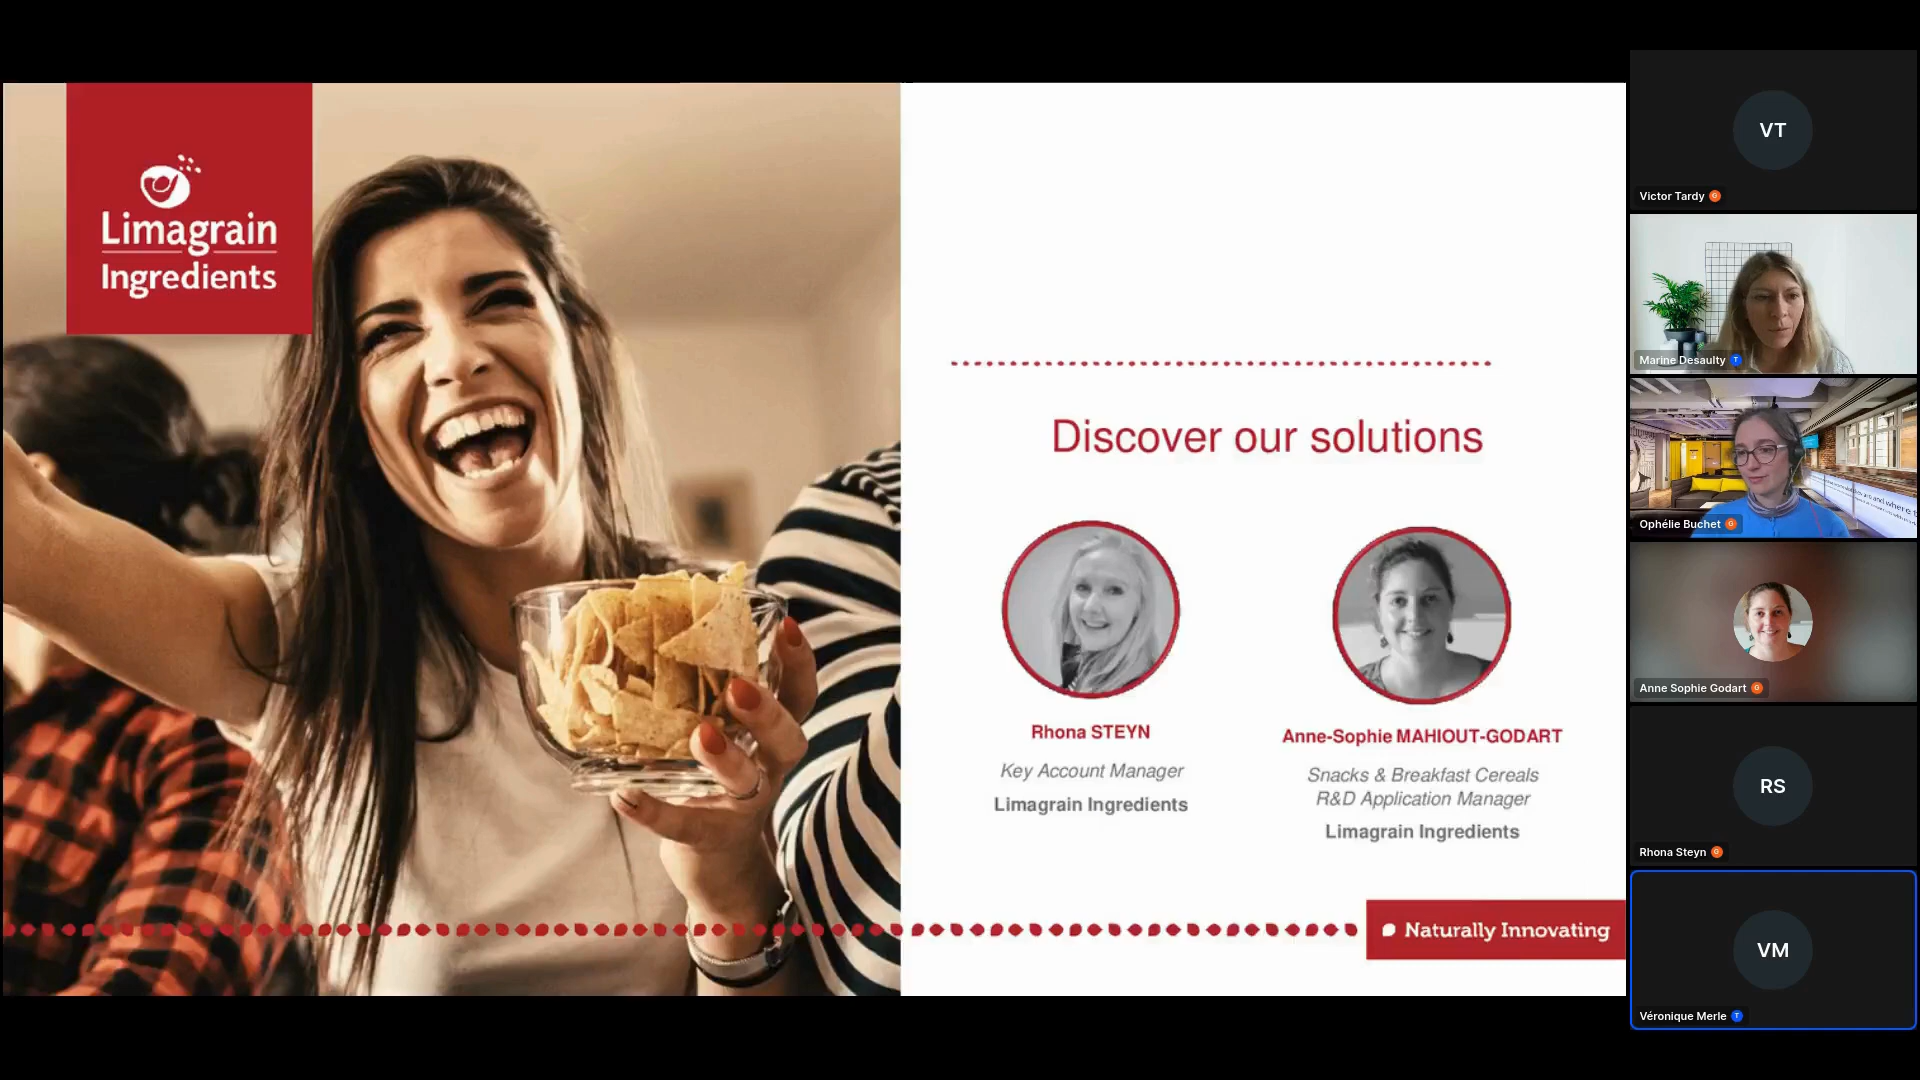 Limagrain
Ingredients
Discover our solutions
Rhona STEYN
Key Account Manager
Limagrain Ingredients
Anne-Sophie MAHIOUT-GODART
Snacks & Breakfast Cereals
R&D Application Manager
Limagrain Ingredients
Naturally Innovating
VT
Victor Tardy G
Marine Desaulty T
Ophélie Buchet G
Anne Sophie Godart G
RS
Rhona Steyn G
VM
Véronique Merle T